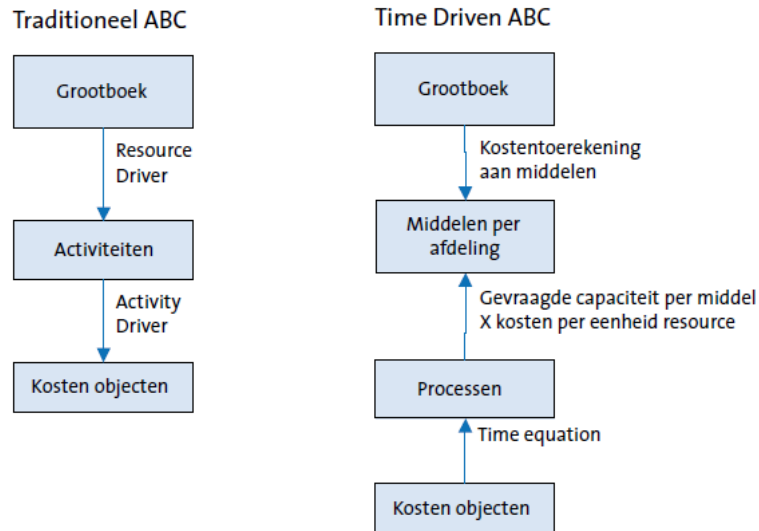 Traditioneel ABC
Grootboek
Resource
Driver
Activiteiten
Activity
Driver
Kosten objecten
Time Driven ABC
Grootboek
Kostentoerekening
aan middelen
Middelen per
afdeling
Gevraagde capaciteit per middel
X kosten per eenheid resource
Processen
Time equation
Kosten objecten